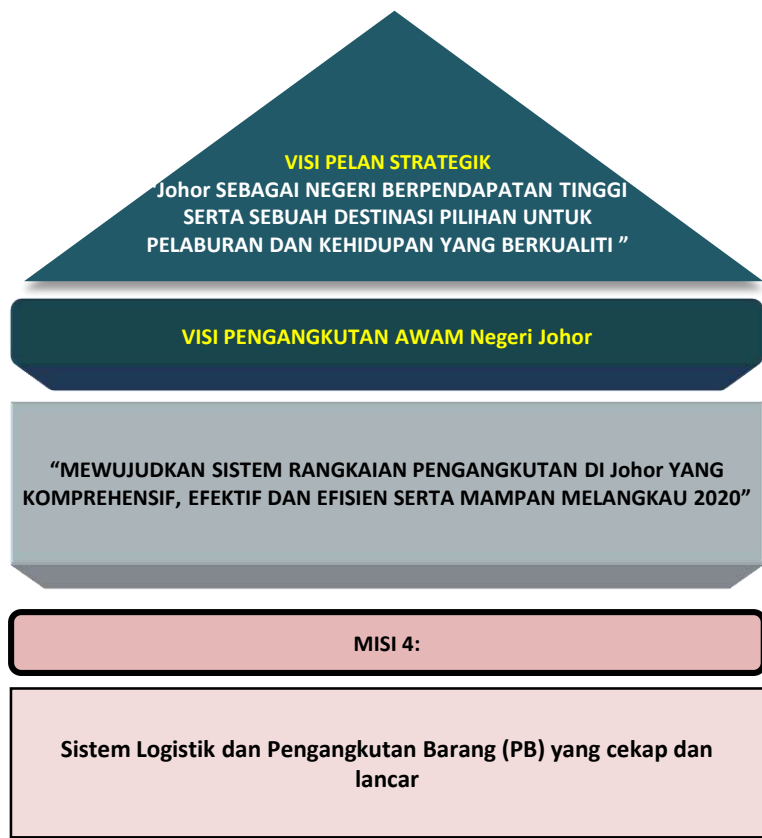 VISI PELAN STRATEGIK
"Johor SEBAGAI NEGERI BERPENDAPATAN TINGGI
SERTA SEBUAH DESTINASI PILIHAN UNTUK
PELABURAN DAN KEHIDUPAN YANG BERKUALITI ”
VISI PENGANGKUTAN AWAM Negeri Johor
“MEWUJUDKAN SISTEM RANGKAIAN PENGANGKUTAN DI Johor YANG
KOMPREHENSIF, EFEKTIF DAN EFISIEN SERTA MAMPAN MELANGKAU 2020”
MISI 4:
Sistem Logistik dan Pengangkutan Barang (PB) yang cekap dan
lancar